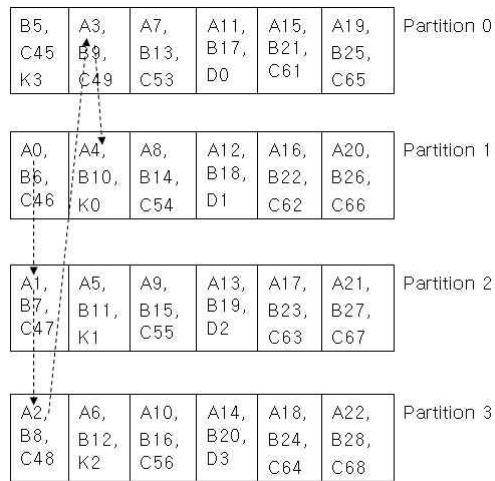 B5,
C45
K3
A3,
B9,
C49
A7,
B13,
C53
A11,
B17,
D0
A15,
B21,
C61
A19,
B25,
C65
Partition 0
A0,
B6,
C46
A4,
B10,
K0
A8,
B14,
C54
A12,
B18,
D1
A16,
B22,
C62
A20,
B26,
C66
Partition 1
A1,
B7,
C47
A5,
B11,
K1
A9,
B15,
C55
A13,
B19,
D2
A17,
B23,
C63
A21,
B27,
C67
Partition 2
A2,
B8,
C48
A6,
B12,
K2
A10,
B16,
C56
A14,
B20,
D3
A18,
B24,
C64
A22,
B28,
C68
Partition 3